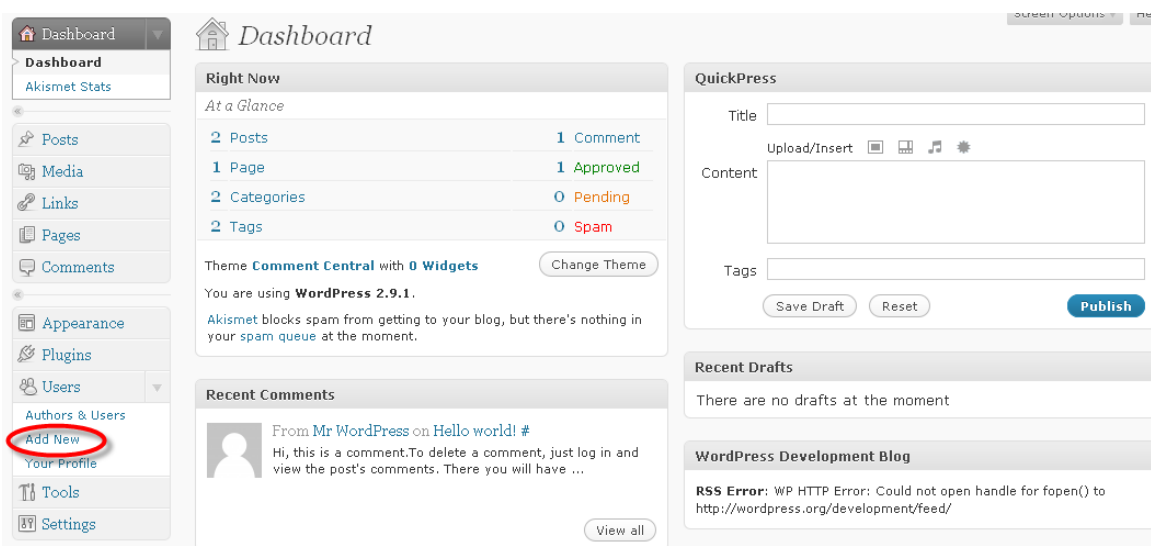 Screen Options
Dashboard
Dashboard
Akismet Stats
Posts
Media
Links
Pages
Comments
Appearance
Plugins
Users
Authors & Users
Add New
Your Profile
Tools
Settings
Dashboard
Right Now
At a Glance
2 Posts 1 Comment
1 Page 1 Approved
2 Categories 0 Pending
2 Tags 0 Spam
Theme Comment Central with 0 Widgets Change Theme
You are using WordPress 2.9.1.
Akismet blocks spam from getting to your blog, but there's nothing in
your spam queue at the moment.
Recent Comments
From Mr WordPress on Hello world! #
Hi, this is a comment.To delete a comment, just log in and
view the post's comments. There you will have ...
View all
QuickPress
Title
Upload/Insert
Content
Tags
Save Draft Reset Publish
Recent Drafts
There are no drafts at the moment
WordPress Development Blog
RSS Error: WP HTTP Error: Could not open handle for fopen() to
http://wordpress.org/development/feed/